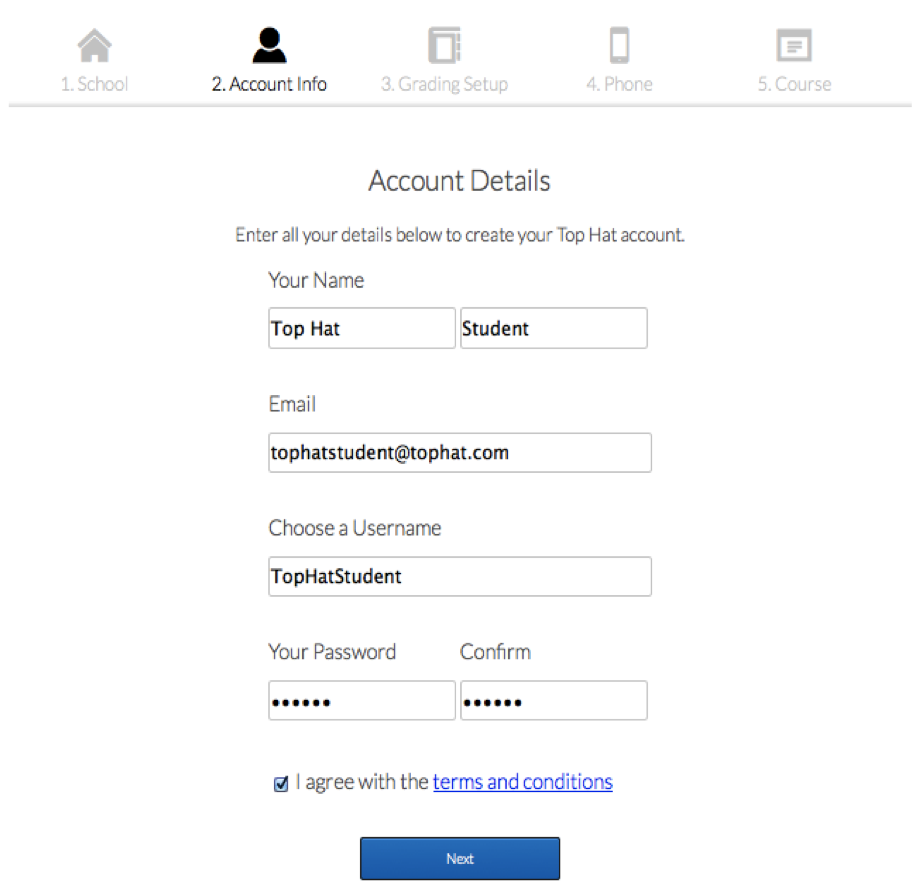 1. School 2. Account Info 3. Grading Setup 4. Phone 5. Course
Account Details
Enter all your details below to create your Top Hat account.
Your Name
Top Hat Student
Email
tophatstudent@tophat.com
Choose a Username
TopHatStudent
Your Password Confirm
•••••• ••••••
I agree with the terms and conditions
Next